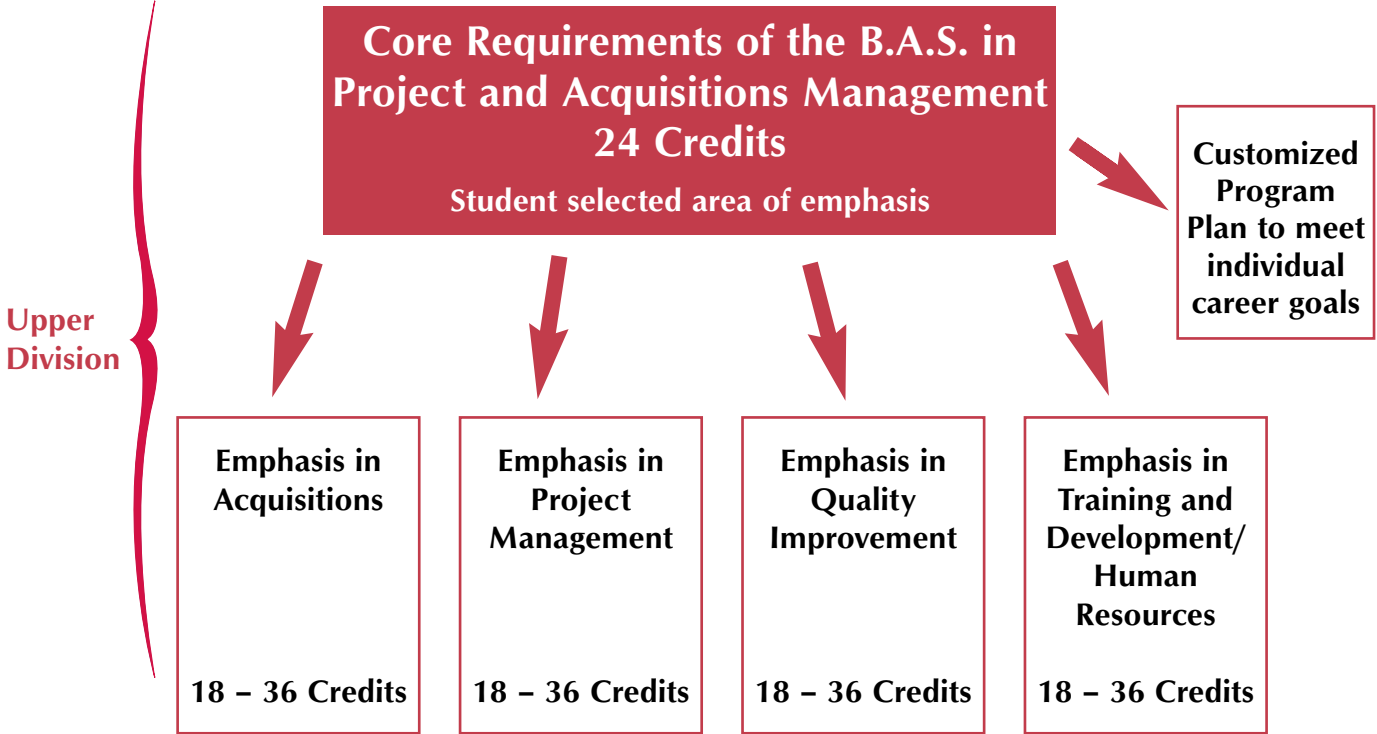 Core Requirements of the B.A.S. in
Project and Acquisitions Management
24 Credits
Student selected area of emphasis
Customized
Program
Plan to meet
individual
career goals
Upper
Division
Emphasis in
Acquisitions
18 – 36 Credits
Emphasis in
Project
Management
18 – 36 Credits
Emphasis in
Quality
Improvement
18 – 36 Credits
Emphasis in
Training and
Development/
Human
Resources
18 – 36 Credits